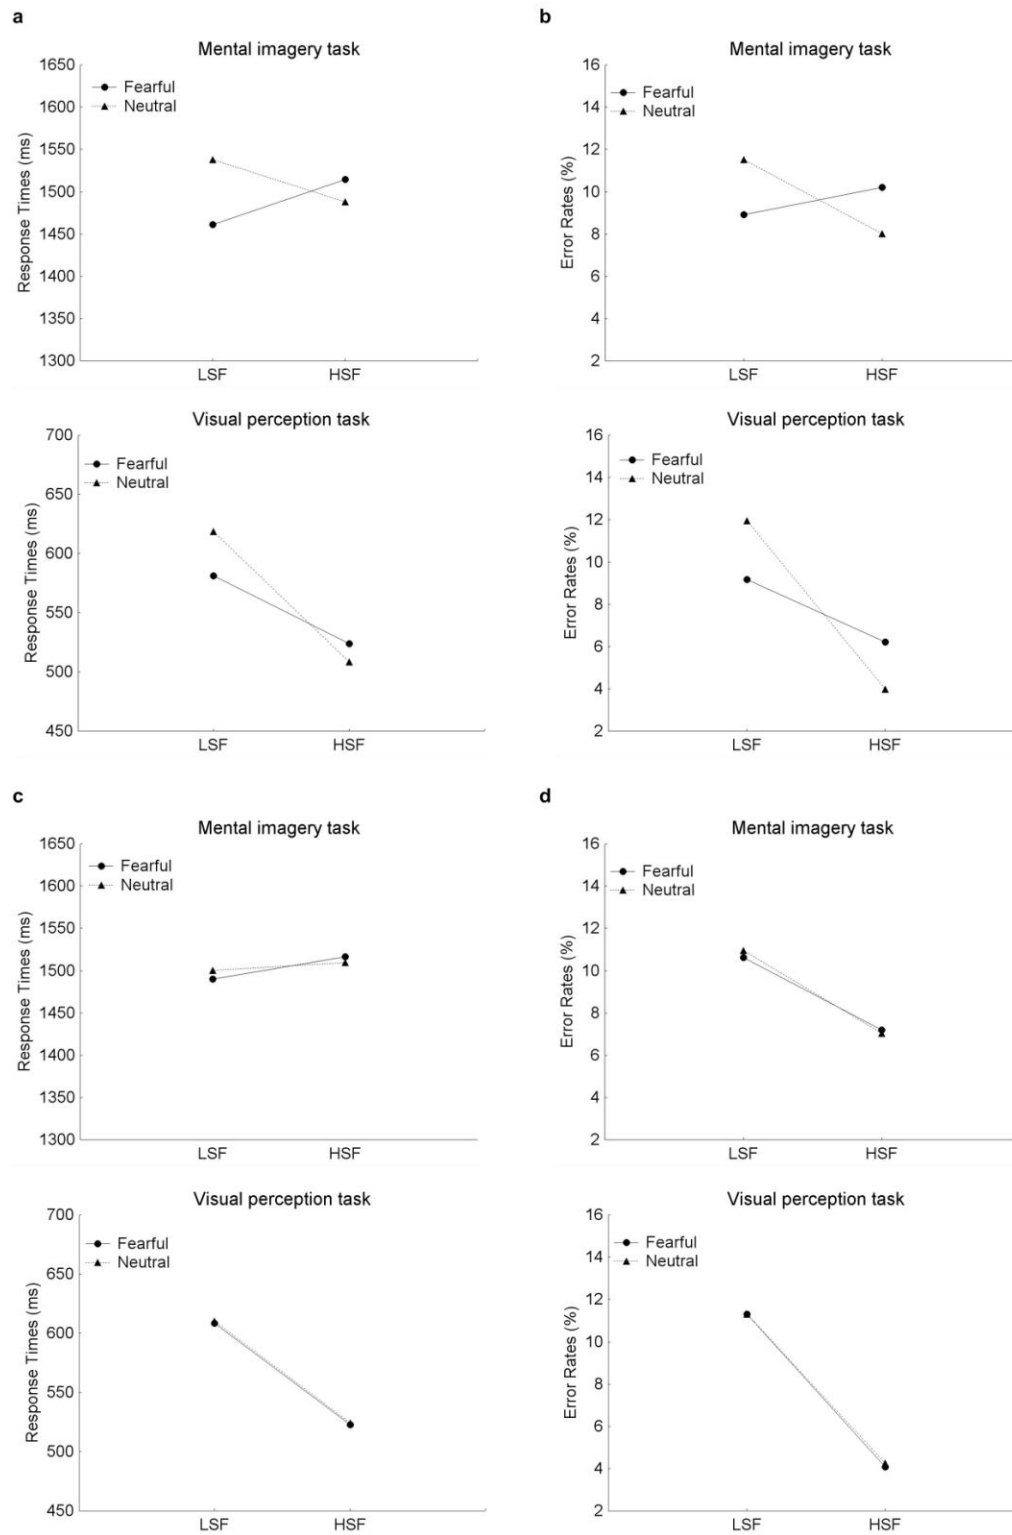 a
Mental imagery task
1650
1600
1550
1500
1450
1400
1350
1300
Response Times (ms)
Fearful
Neutral
LSF HSF
b
Mental imagery task
16
14
12
10
8
6
4
2
Error Rates (%)
Fearful
Neutral
LSF HSF
Visual perception task
700
650
600
550
500
450
Response Times (ms)
Fearful
Neutral
LSF HSF
Visual perception task
16
14
12
10
8
6
4
2
Error Rates (%)
Fearful
Neutral
LSF HSF
c
Mental imagery task
1650
1600
1550
1500
1450
1400
1350
1300
Response Times (ms)
Fearful
Neutral
LSF HSF
d
Mental imagery task
16
14
12
10
8
6
4
2
Error Rates (%)
Fearful
Neutral
LSF HSF
Visual perception task
700
650
600
550
500
450
Response Times (ms)
Fearful
Neutral
LSF HSF
Visual perception task
16
14
12
10
8
6
4
2
Error Rates (%)
Fearful
Neutral
LSF HSF